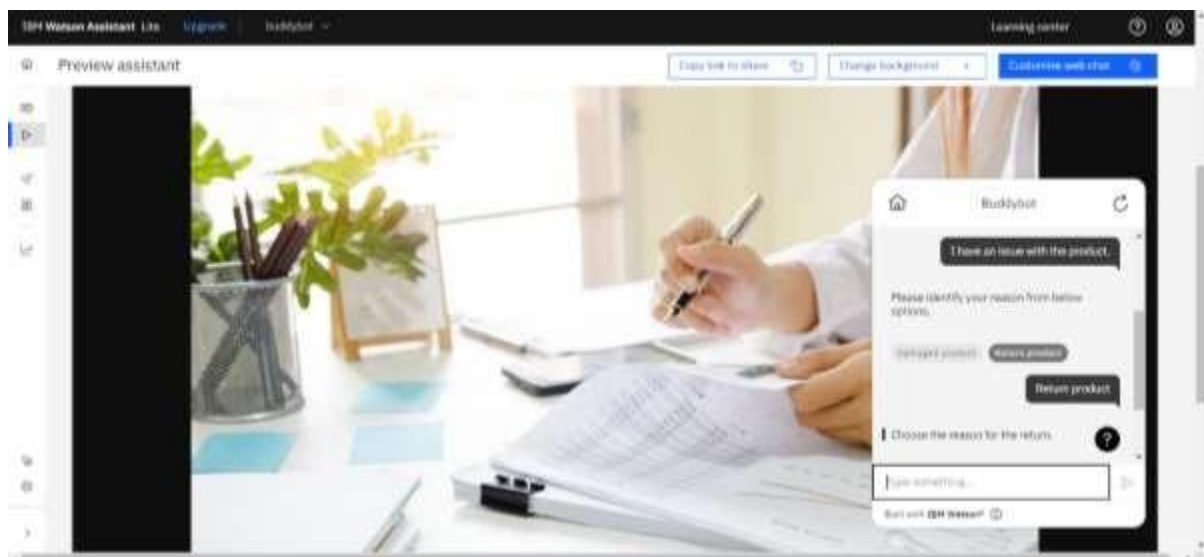 IBM Watson Assistant Lite Upgrade buddybot Learning center
Preview assistant Copy link to share Change background Customize web chat
Buddybot
I have an issue with the product.
Please identify your reason from below
options.
Damaged product Return product
Return product
Choose the reason for the return.
?
Type something...
Built with IBM Watson®